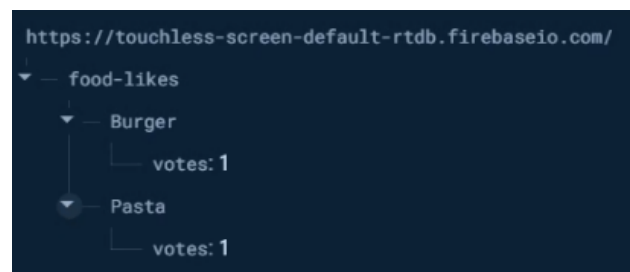 https://touchless-screen-default-rtdb.firebaseio.com/
food-likes
Burger
votes: 1
Pasta
votes: 1